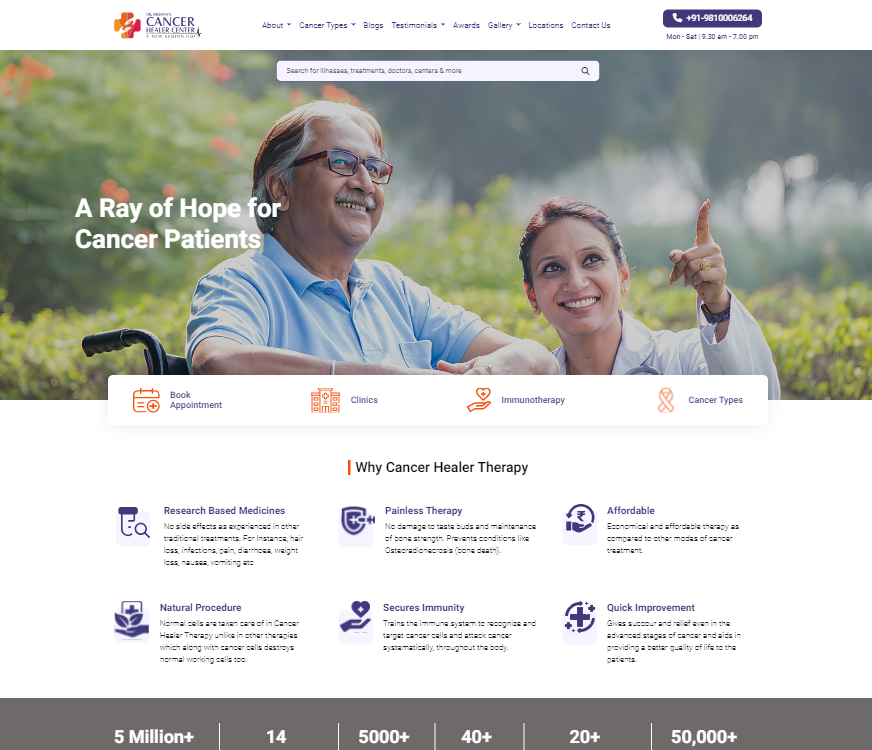 DR. KRISHNA'S
CANCER
HEALER CENTER
A NEW BEGINNING
About
Cancer Types
Blogs
Testimonials
Awards
Gallery
Locations
Contact Us
+91-9810006264
Mon - Sat | 9.30 am - 7.00 pm
Search for illnesses, treatments, doctors, centers & more
A Ray of Hope for
Cancer Patients
Book
Appointment
Clinics
Immunotherapy
Cancer Types
Why Cancer Healer Therapy
Research Based Medicines
No side effects as experienced in other
traditional treatments. For Instance, hair
loss, infections, pain, diarrhoea, weight
loss, nausea, vomiting etc
Painless Therapy
No damage to taste buds and maintenance
of bone strength. Prevents conditions like
Osteoradionecrosis (bone death).
Affordable
Economical and affordable therapy as
compared to other modes of cancer
treatment.
Natural Procedure
Normal cells are taken care of in Cancer
Healer Therapy unlike in other therapies
which along with cancer cells destroys
normal working cells too.
Secures Immunity
Trains the immune system to recognize and
target cancer cells and attack cancer
systematically, throughout the body.
Quick Improvement
Gives succour and relief even in the
advanced stages of cancer and aids in
providing a better quality of life to the
patients.
5 Million+
14
5000+
40+
20+
50,000+